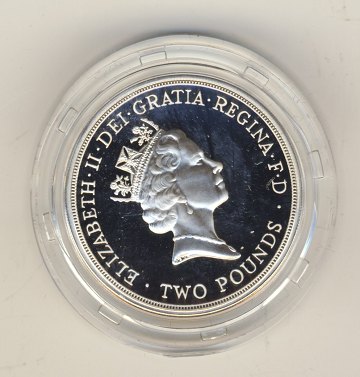 ELIZABETH · II · DEI · GRATIA · REGINA · F · D ·
TWO POUNDS ·